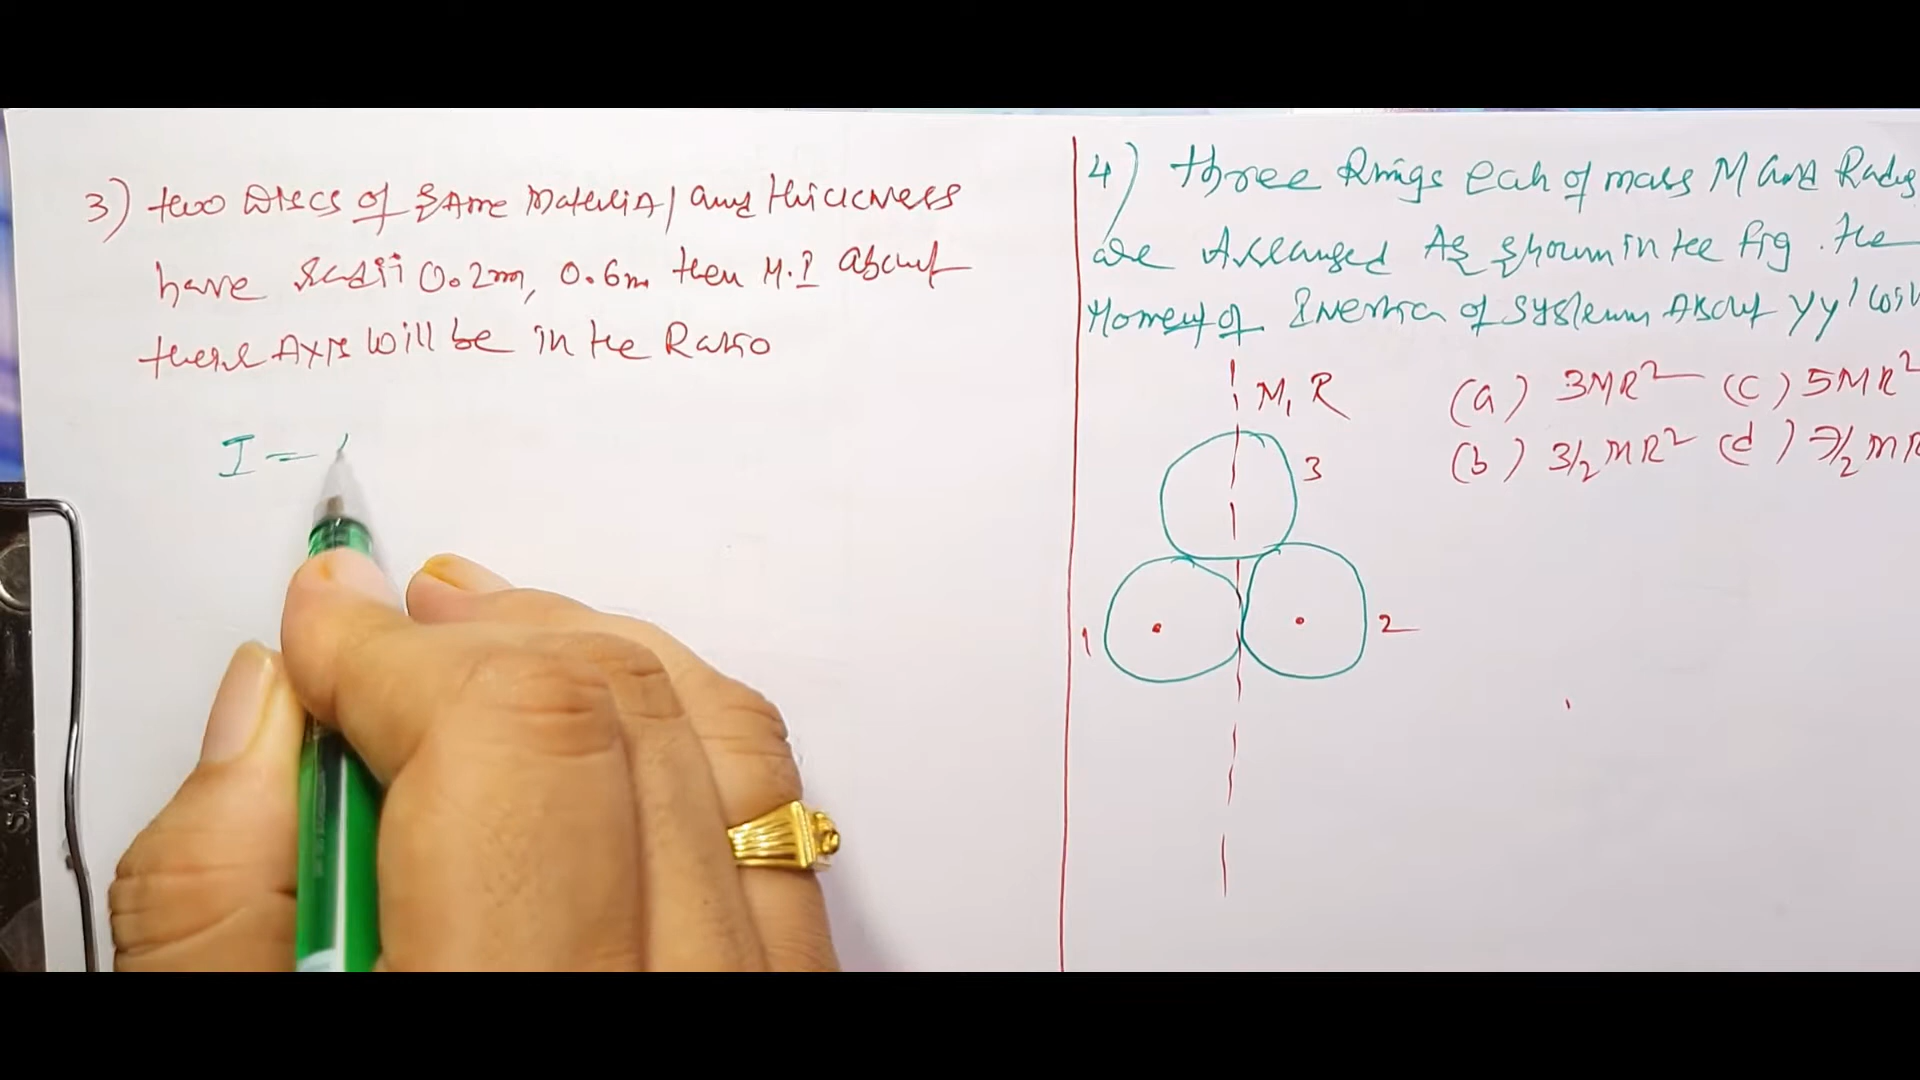 3) two Discs of same Material and thickness
have radii 0.2m, 0.6m then M.I about
there Axis will be in the Ratio
I =
4) three Rings each of mass M and Radius
are Arranged As shown in the fig. the
Moment of Inertia of system About yy'
M, R
(a) 3MR² (c) 5MR²
(b) 3/2 MR² (d) 7/2 MR
3
1
2